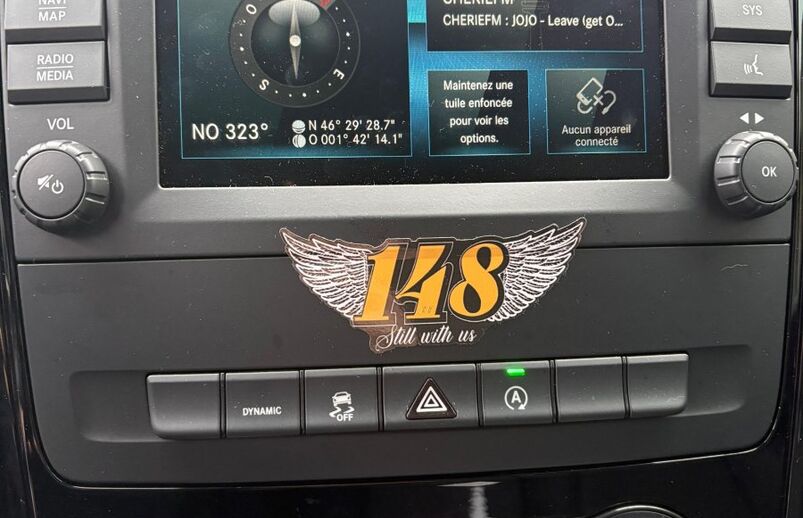 NAVI
MAP
RADIO
MEDIA
VOL
O
S
E
NO 323°
N 46° 29' 28.7"
O 001° 42' 14.1"
CHERIEFM
CHERIEFM : JOJO - Leave (get O...
Maintenez une
tuile enfoncée
pour voir les
options.
Aucun appareil
connecté
SYS
OK
148
Still with us
DYNAMIC
OFF
A